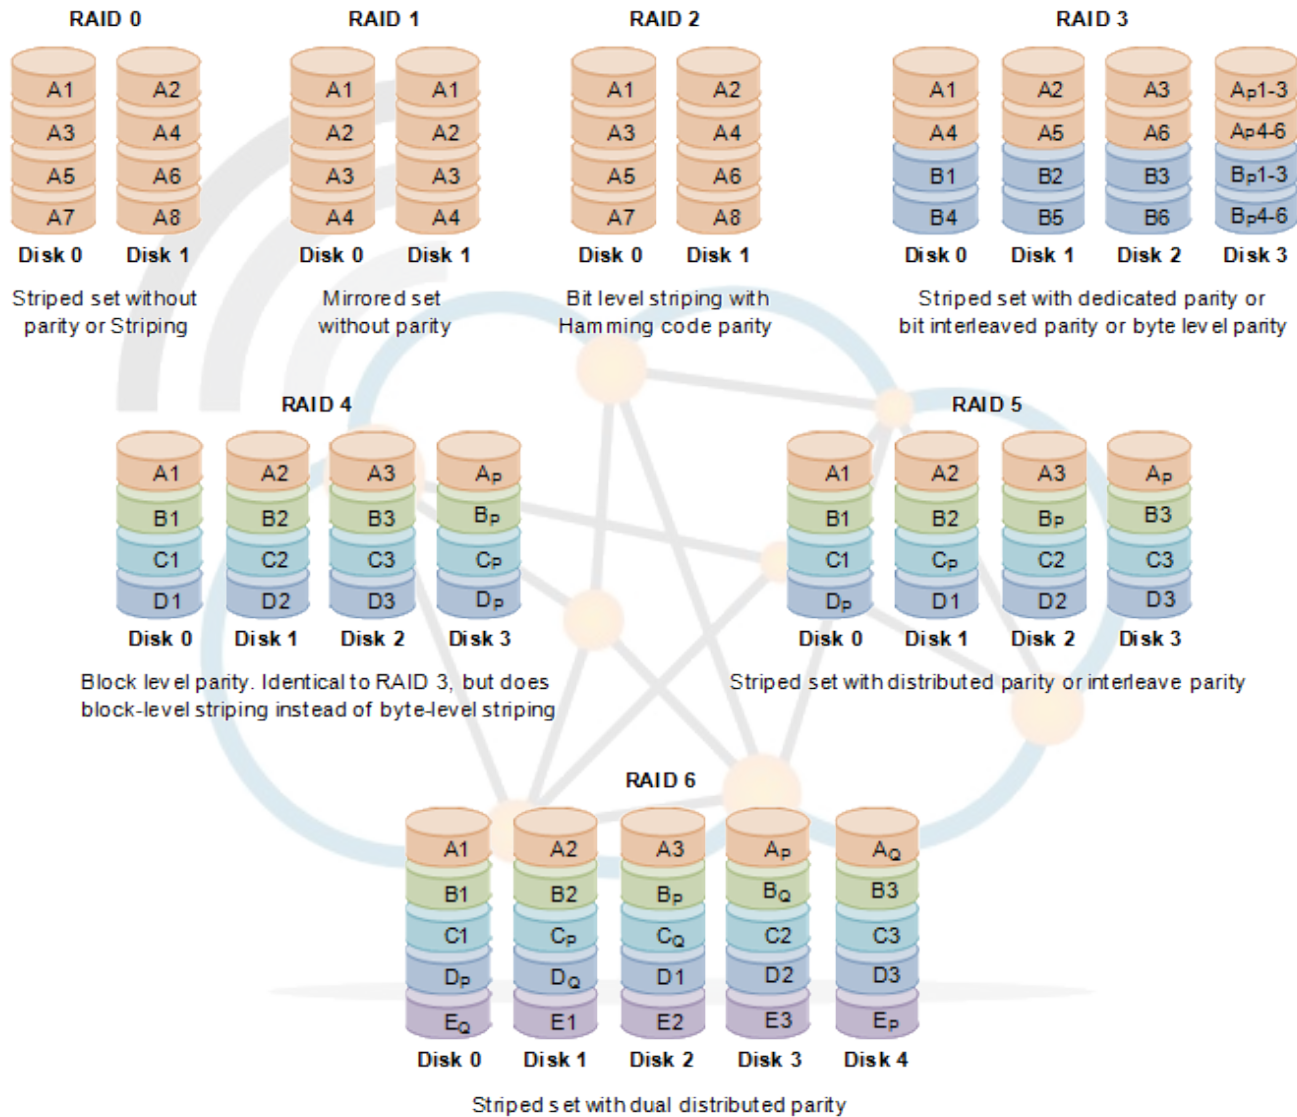 RAID 0
RAID 1
RAID 2
RAID 3
A1 A2
A3 A4
A5 A6
A7 A8
Disk 0 Disk 1
Striped set without
parity or Striping
A1 A1
A2 A2
A3 A3
A4 A4
Disk 0 Disk 1
Mirrored set
without parity
A1 A2
A3 A4
A5 A6
A7 A8
Disk 0 Disk 1
Bit level striping with
Hamming code parity
A1 A2 A3 AP1-3
A4 A5 A6 AP4-6
B1 B2 B3 BP1-3
B4 B5 B6 BP4-6
Disk 0 Disk 1 Disk 2 Disk 3
Striped set with dedicated parity or
bit interleaved parity or byte level parity
RAID 4
A1 A2 A3 AP
B1 B2 B3 BP
C1 C2 C3 CP
D1 D2 D3 DP
Disk 0 Disk 1 Disk 2 Disk 3
Block level parity. Identical to RAID 3, but does
block-level striping instead of byte-level striping
RAID 5
A1 A2 A3 AP
B1 B2 BP B3
C1 CP C2 C3
DP D1 D2 D3
Disk 0 Disk 1 Disk 2 Disk 3
Striped set with distributed parity or interleave parity
RAID 6
A1 A2 A3 AP AQ
B1 B2 BP BQ B3
C1 CP CQ C2 C3
DP DQ D1 D2 D3
EQ E1 E2 E3 EP
Disk 0 Disk 1 Disk 2 Disk 3 Disk 4
Striped set with dual distributed parity